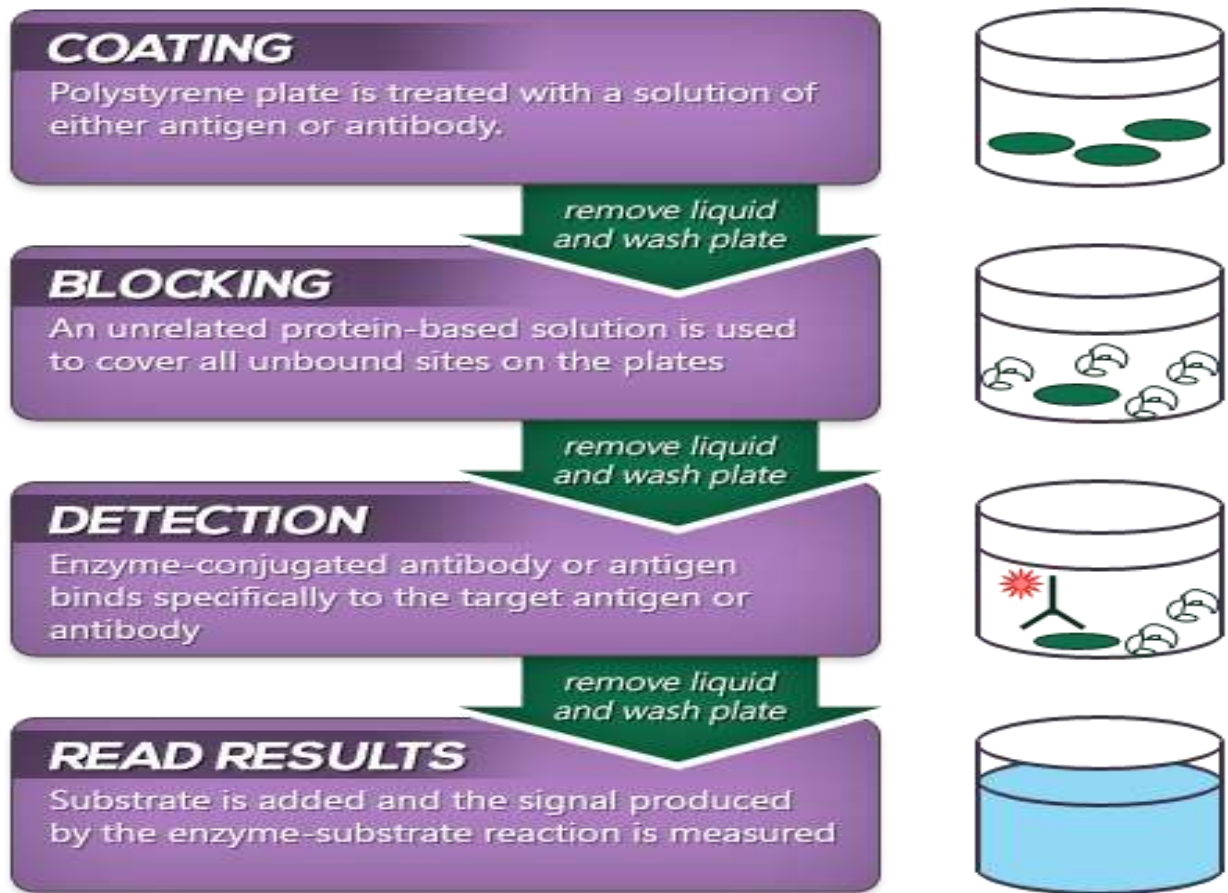 COATING
Polystyrene plate is treated with a solution of
either antigen or antibody.
remove liquid
and wash plate
BLOCKING
An unrelated protein-based solution is used
to cover all unbound sites on the plates
remove liquid
and wash plate
DETECTION
Enzyme-conjugated antibody or antigen
binds specifically to the target antigen or
antibody
remove liquid
and wash plate
READ RESULTS
Substrate is added and the signal produced
by the enzyme-substrate reaction is measured